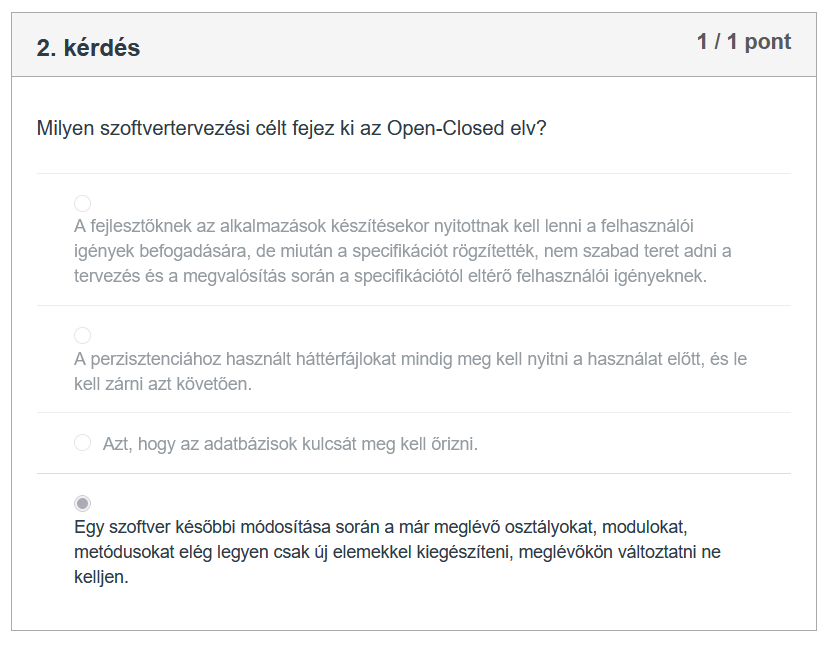 2. kérdés
1 / 1 pont
Milyen szoftvertervezési célt fejez ki az Open-Closed elv?
A fejlesztőknek az alkalmazások készítésekor nyitottnak kell lenni a felhasználói
igények befogadására, de miután a specifikációt rögzítették, nem szabad teret adni a
tervezés és a megvalósítás során a specifikációtól eltérő felhasználói igényeknek.
A perzisztenciához használt háttérfájlokat mindig meg kell nyitni a használat előtt, és le
kell zárni azt követően.
Azt, hogy az adatbázisok kulcsát meg kell őrizni.
Egy szoftver későbbi módosítása során a már meglévő osztályokat, modulokat,
metódusokat elég legyen csak új elemekkel kiegészíteni, meglévőkön változtatni ne
kelljen.